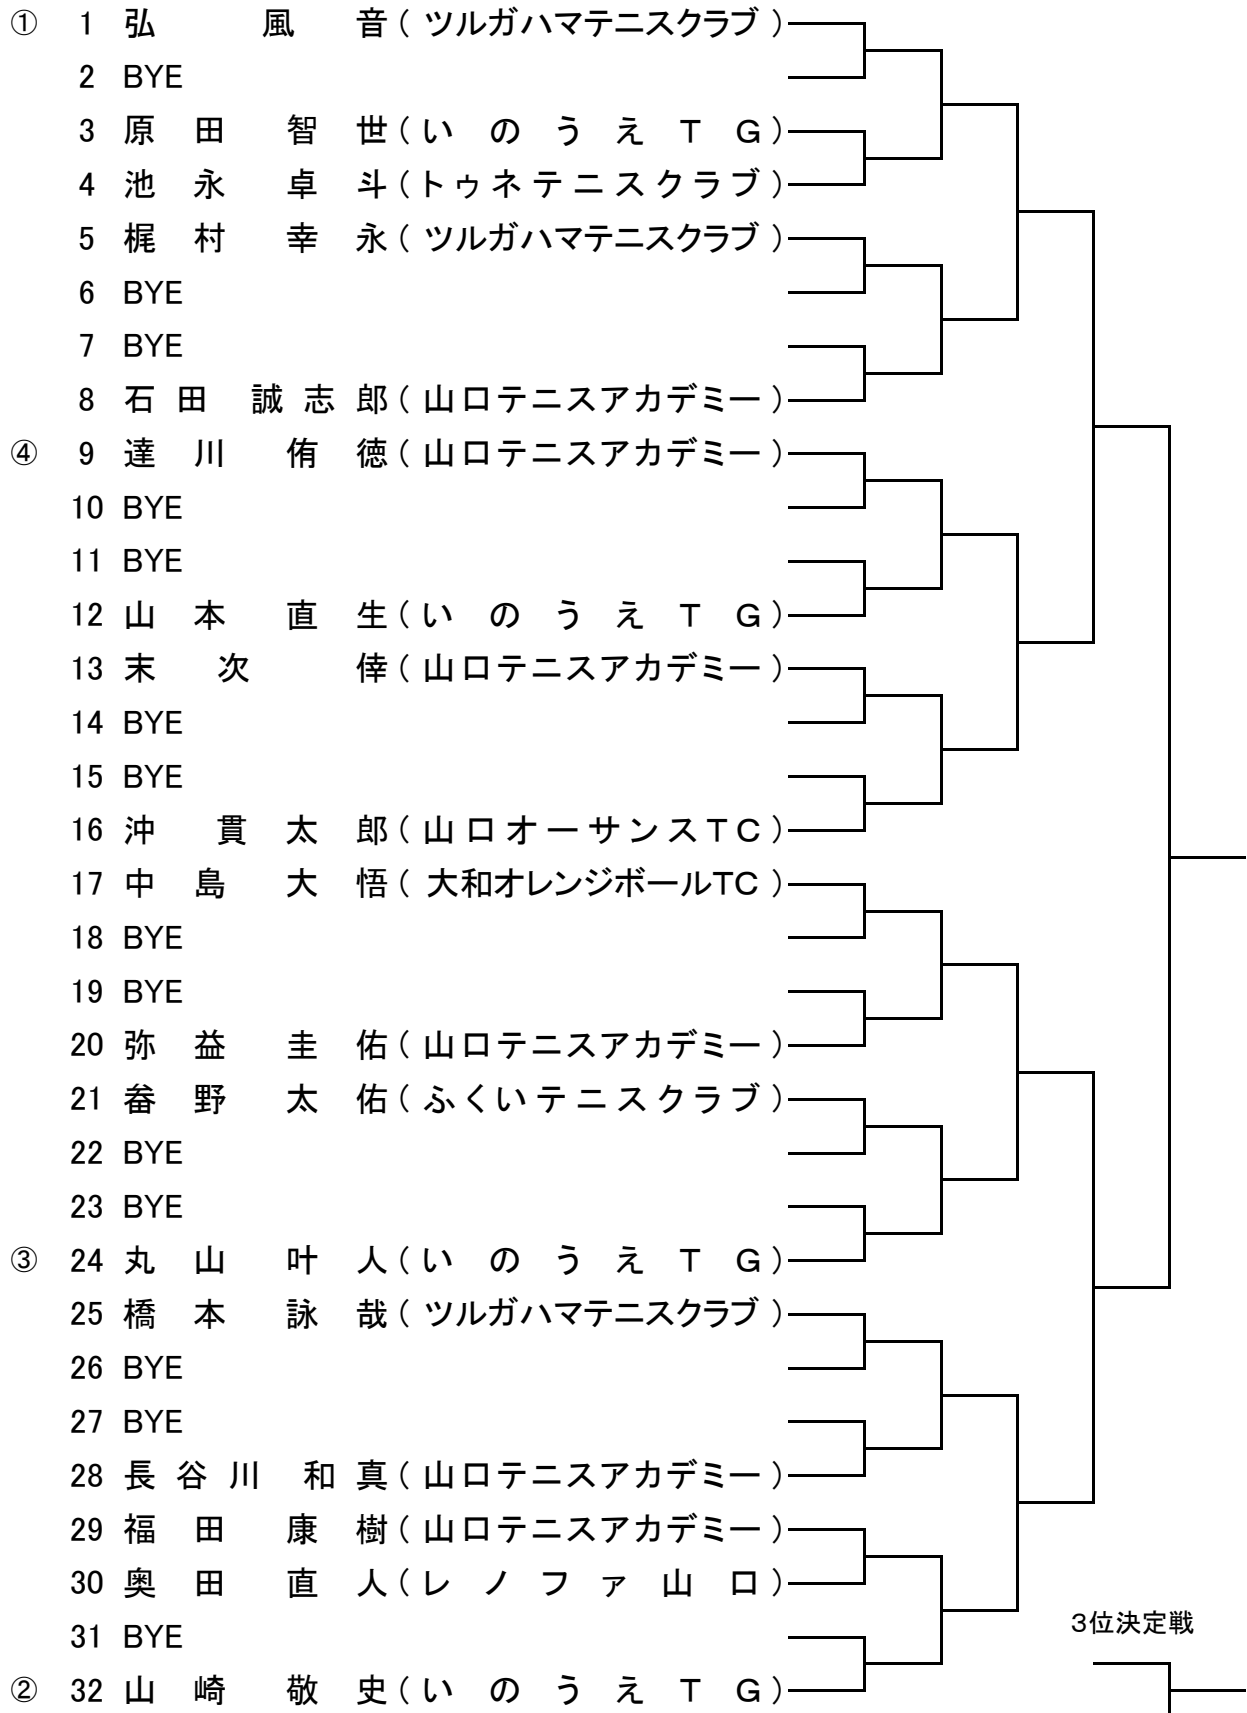 ① 1 弘 風 音 ( ツルガハマテニスクラブ )
2 BYE
3 原 田 智 世 ( い の う え T G )
4 池 永 卓 斗 ( トゥネテニスクラブ )
5 梶 村 幸 永 ( ツルガハマテニスクラブ )
6 BYE
7 BYE
8 石 田 誠 志 郎 ( 山口テニスアカデミー )
④ 9 達 川 侑 徳 ( 山口テニスアカデミー )
10 BYE
11 BYE
12 山 本 直 生 ( い の う え T G )
13 末 次 倖 ( 山口テニスアカデミー )
14 BYE
15 BYE
16 沖 貫 太 郎 ( 山口オーサンスTC )
17 中 島 大 悟 ( 大和オレンジボールTC )
18 BYE
19 BYE
20 弥 益 圭 佑 ( 山口テニスアカデミー )
21 畚 野 太 佑 ( ふくいテニスクラブ )
22 BYE
23 BYE
③ 24 丸 山 叶 人 ( い の う え T G )
25 橋 本 詠 哉 ( ツルガハマテニスクラブ )
26 BYE
27 BYE
28 長 谷 川 和 真 ( 山口テニスアカデミー )
29 福 田 康 樹 ( 山口テニスアカデミー )
30 奥 田 直 人 ( レ ノ フ ァ 山 口 )
31 BYE
3位決定戦
② 32 山 崎 敬 史 ( い の う え T G )